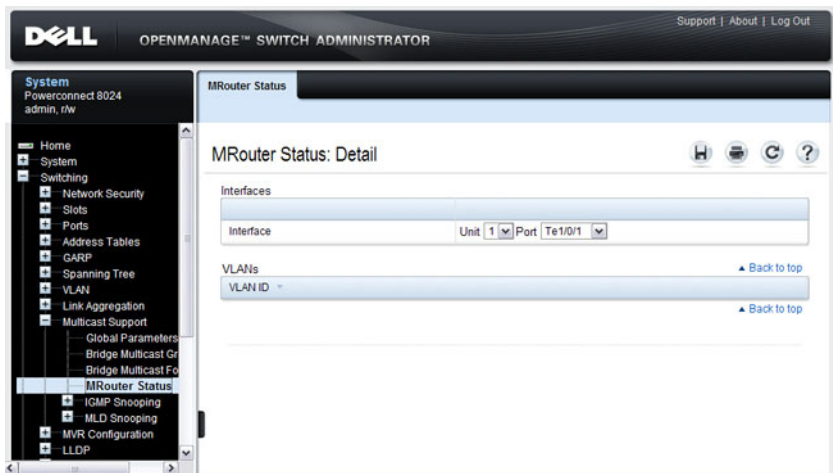 Support | About | Log Out
DELL OPENMANAGE™ SWITCH ADMINISTRATOR
System
Powerconnect 8024
admin, r/w
Home
System
Switching
Network Security
Slots
Ports
Address Tables
GARP
Spanning Tree
VLAN
Link Aggregation
Multicast Support
Global Parameters
Bridge Multicast Gr
Bridge Multicast Fo
MRouter Status
IGMP Snooping
MLD Snooping
MVR Configuration
LLDP
MRouter Status
MRouter Status: Detail
Interfaces
Interface Unit 1 Port Te1/0/1
VLANs Back to top
VLAN ID
Back to top